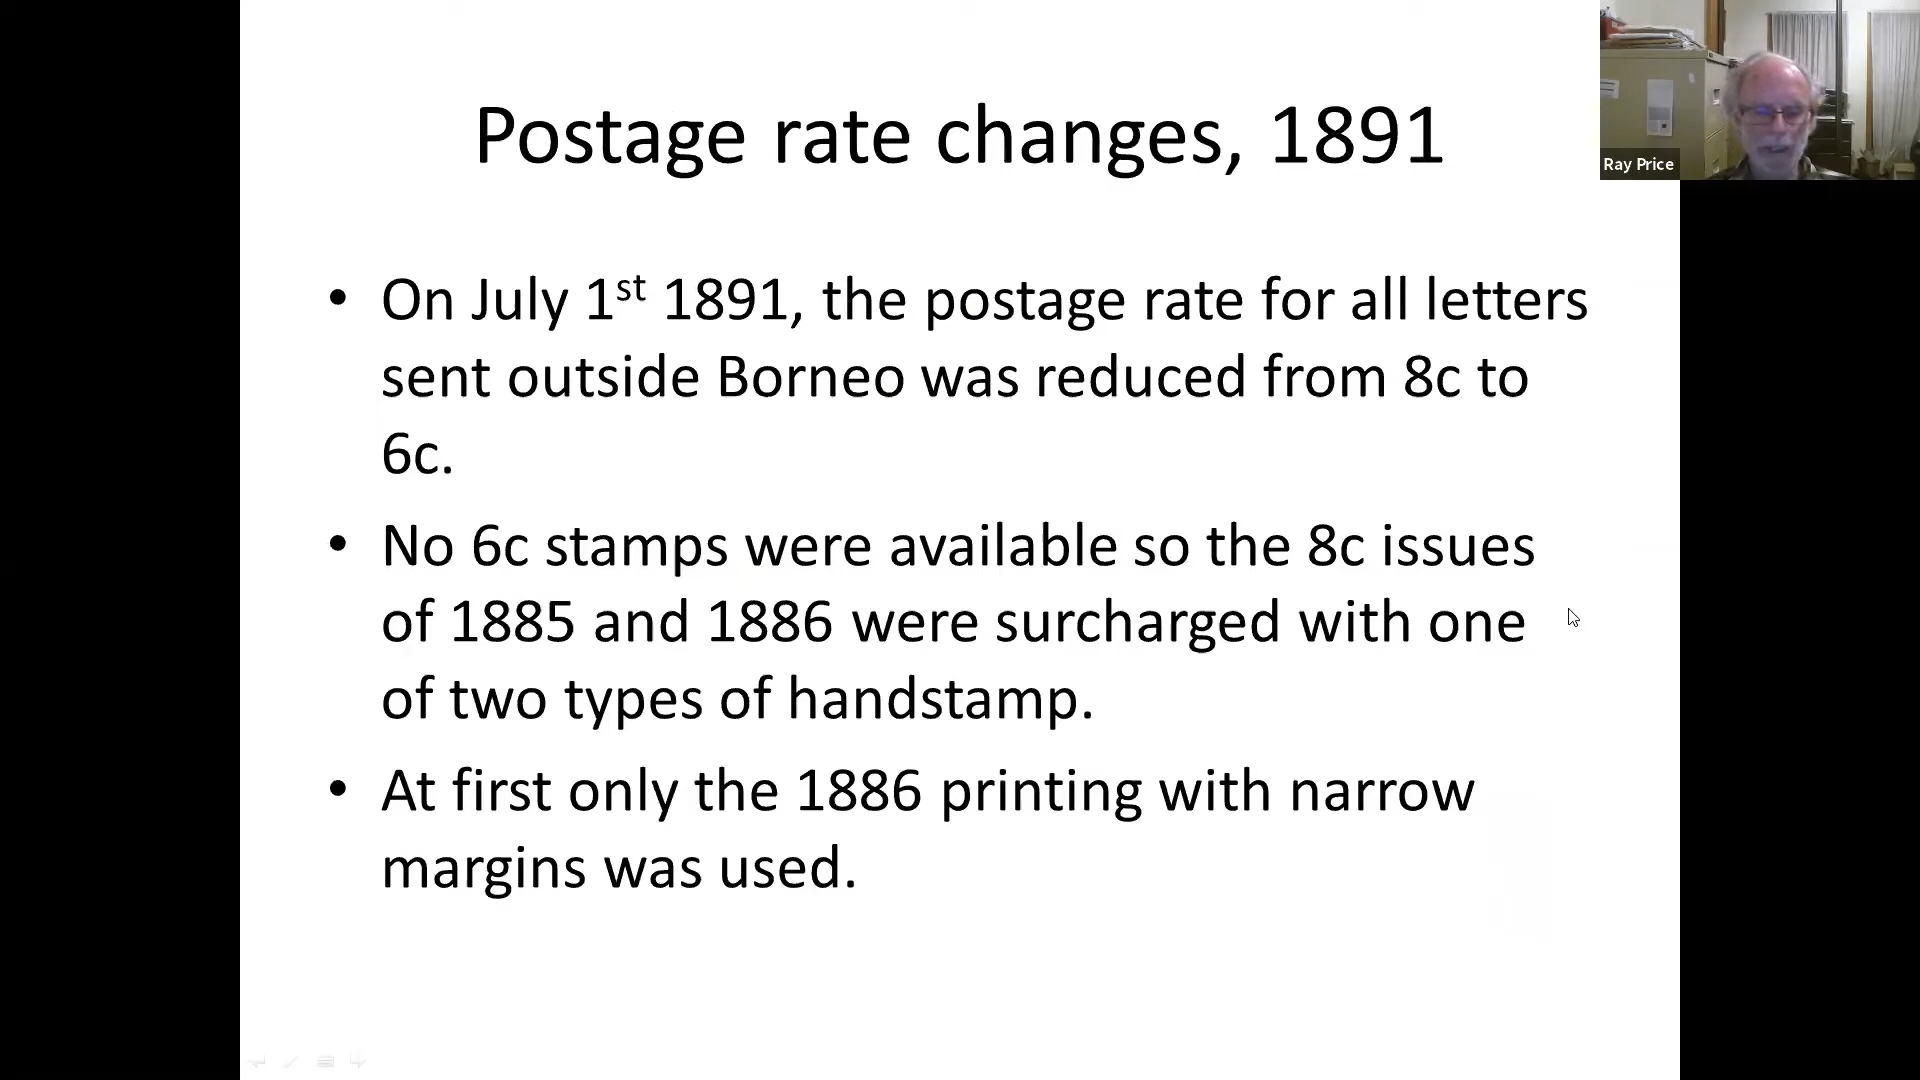 Postage rate changes, 1891
Ray Price
• On July 1st 1891, the postage rate for all letters
sent outside Borneo was reduced from 8c to
6c.
• No 6c stamps were available so the 8c issues
of 1885 and 1886 were surcharged with one
of two types of handstamp.
• At first only the 1886 printing with narrow
margins was used.